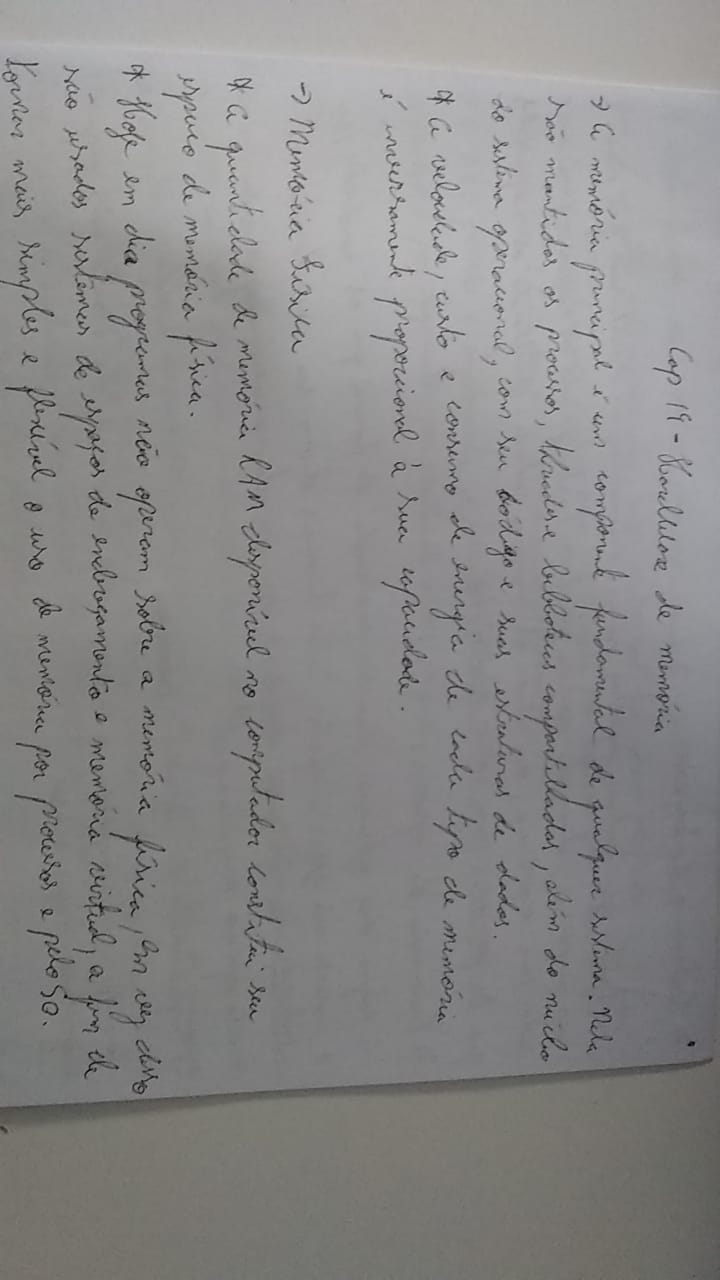 Cap 14 - Hardware de memória
→ A memória principal é um componente fundamental de qualquer sistema. Nela
são mantidos os processos, threads e bibliotecas compartilhadas, além do núcleo
do sistema operacional, com seu código e suas estruturas de dados.
* A velocidade, custo e consumo de energia de cada tipo de memória
é inversamente proporcional à sua capacidade.
→ Memória Física
* A quantidade de memória RAM disponível no computador constitui seu
espaço de memória física.
* Hoje em dia programas não operam sobre a memória física, em vez disso
são usados sistemas de espaços de endereçamento e memória virtual, a fim de
tornar mais simples e flexível o uso de memória por processos e pelo SO.